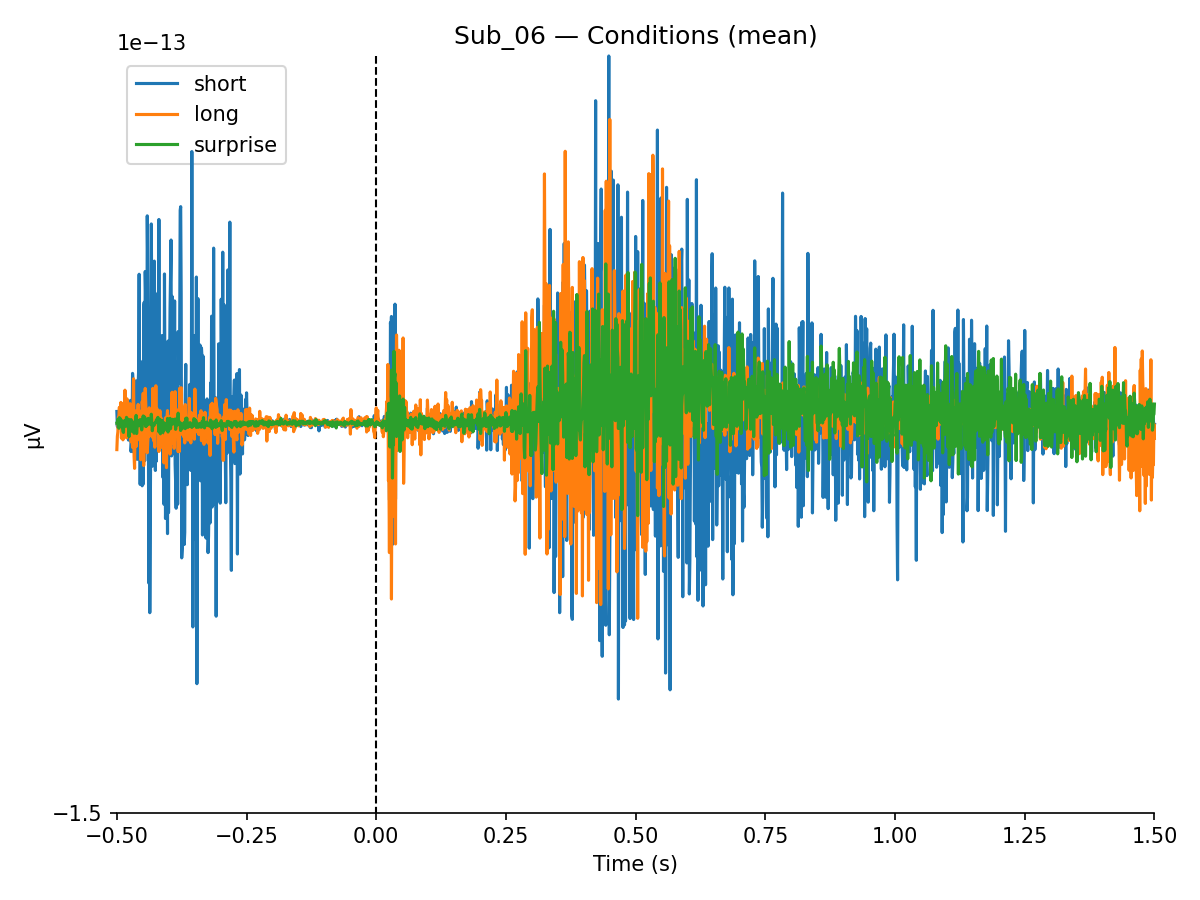 Sub_06 — Conditions (mean)
1e−13
short
long
surprise
µV
−1.5
−0.50
−0.25
0.00
0.25
0.50
0.75
1.00
1.25
1.50
Time (s)